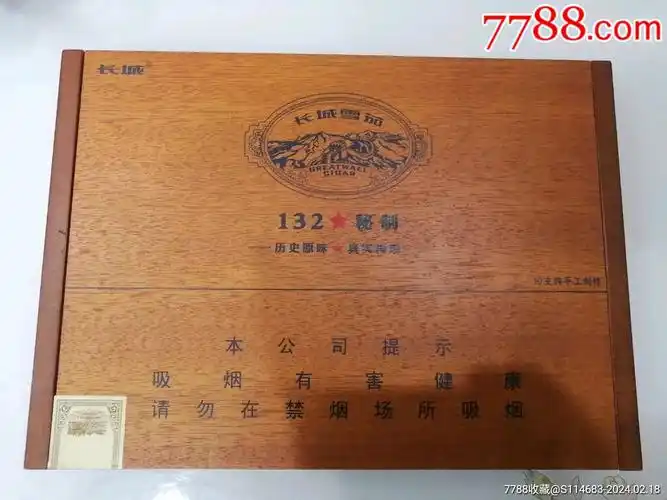 7788.com
长城
长城雪茄
GREATWALL
CIGAR
132★秘制
历史原味★真实
本公司提示
吸烟有害健康
请勿在禁烟场所吸烟
7788收藏@S114683-2024.02.18